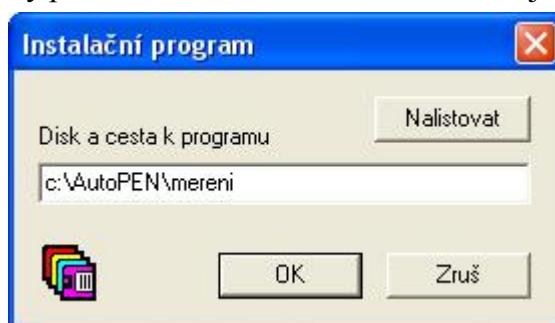 Instalační program
Nalistovat
Disk a cesta k programu
c:\AutoPEN\mereni
OK
Zruš